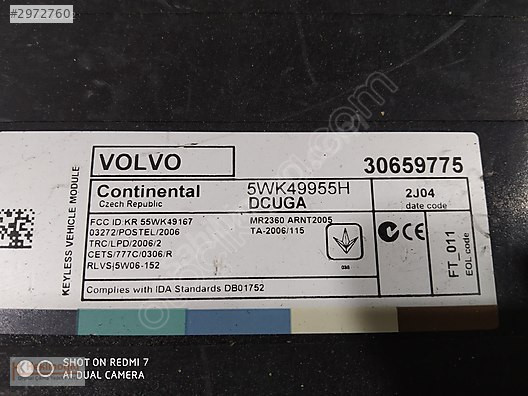 #2972760
VOLVO
30659775
KEYLESS VEHICLE MODULE
Continental
Czech Republic
5WK49955H
DCUGA
2J04
date code
FCC ID:KR 55WK49167
03272/POSTEL/2006
TRC/LPD/2006/2
CETS/777C/0306/R
RLVS|5W06-152
MR2360 ARNT2005
TA-2006/115
FT_011
EOL code
Complies with IDA Standards DB01752
SHOT ON REDMI 7
AI DUAL CAMERA